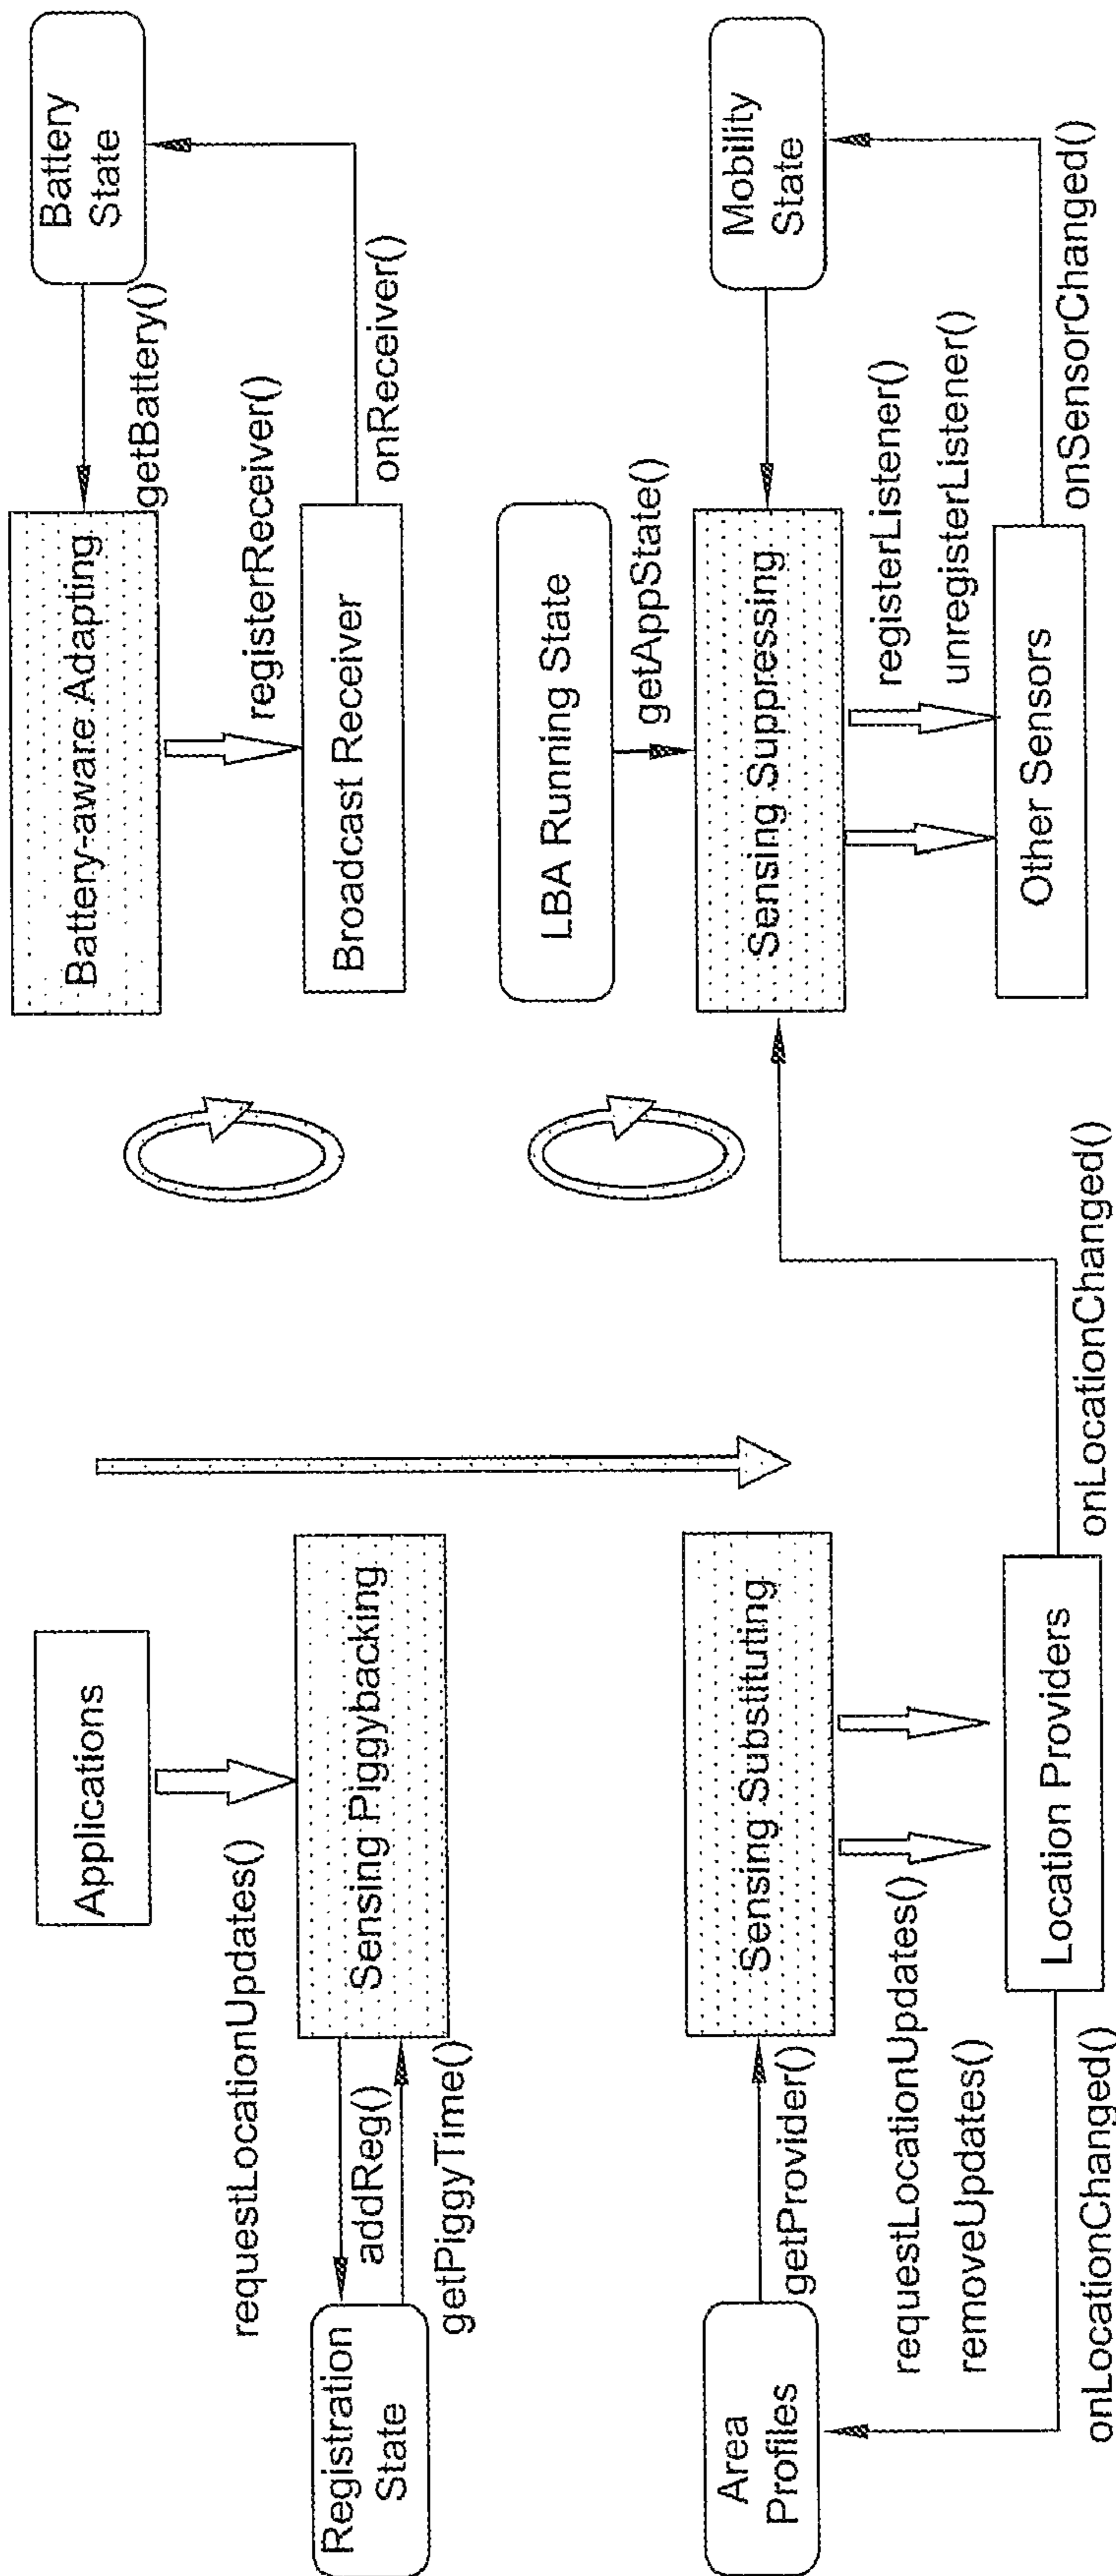 Applications
requestLocationUpdates()
Sensing Piggybacking
Registration
State
addReg()
getPiggyTime()
Area
Profiles
getProvider()
Sensing Substituting
requestLocationUpdates()
removeUpdates()
Location Providers
onLocationChanged()
onLocationChanged()
Battery-aware Adapting
Battery
State
getBattery()
registerReceiver()
Broadcast Receiver
onReceiver()
LBA Running State
getAppState()
Sensing Suppressing
Mobility
State
registerListener()
unregisterListener()
Other Sensors
onSensorChanged()